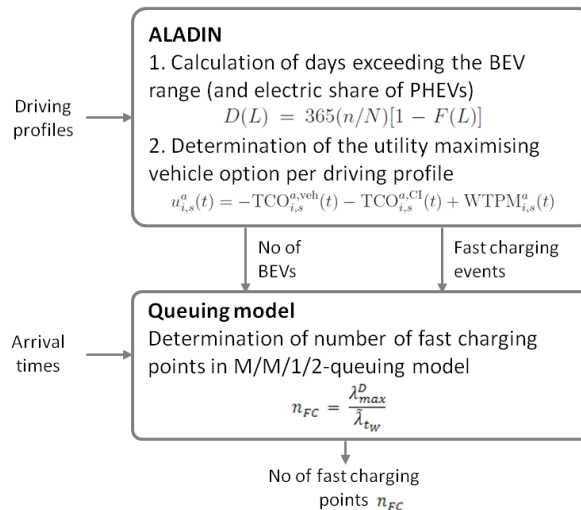 ALADIN
1. Calculation of days exceeding the BEV
range (and electric share of PHEVs)
D(L) = 365(n/N)[1 − F(L)]
2. Determination of the utility maximising
vehicle option per driving profile
u^a_{i,s}(t) = −TCO^{a,veh}_{i,s}(t) − TCO^{a,CI}_{i,s}(t) + WTPM^a_{i,s}(t)
Driving
profiles
No of
BEVs
Fast charging
events
Queuing model
Determination of number of fast charging
points in M/M/1/2-queuing model
n_{FC} = λ^D_{max} / λ̃_{t_W}
Arrival
times
No of fast charging
points n_{FC}